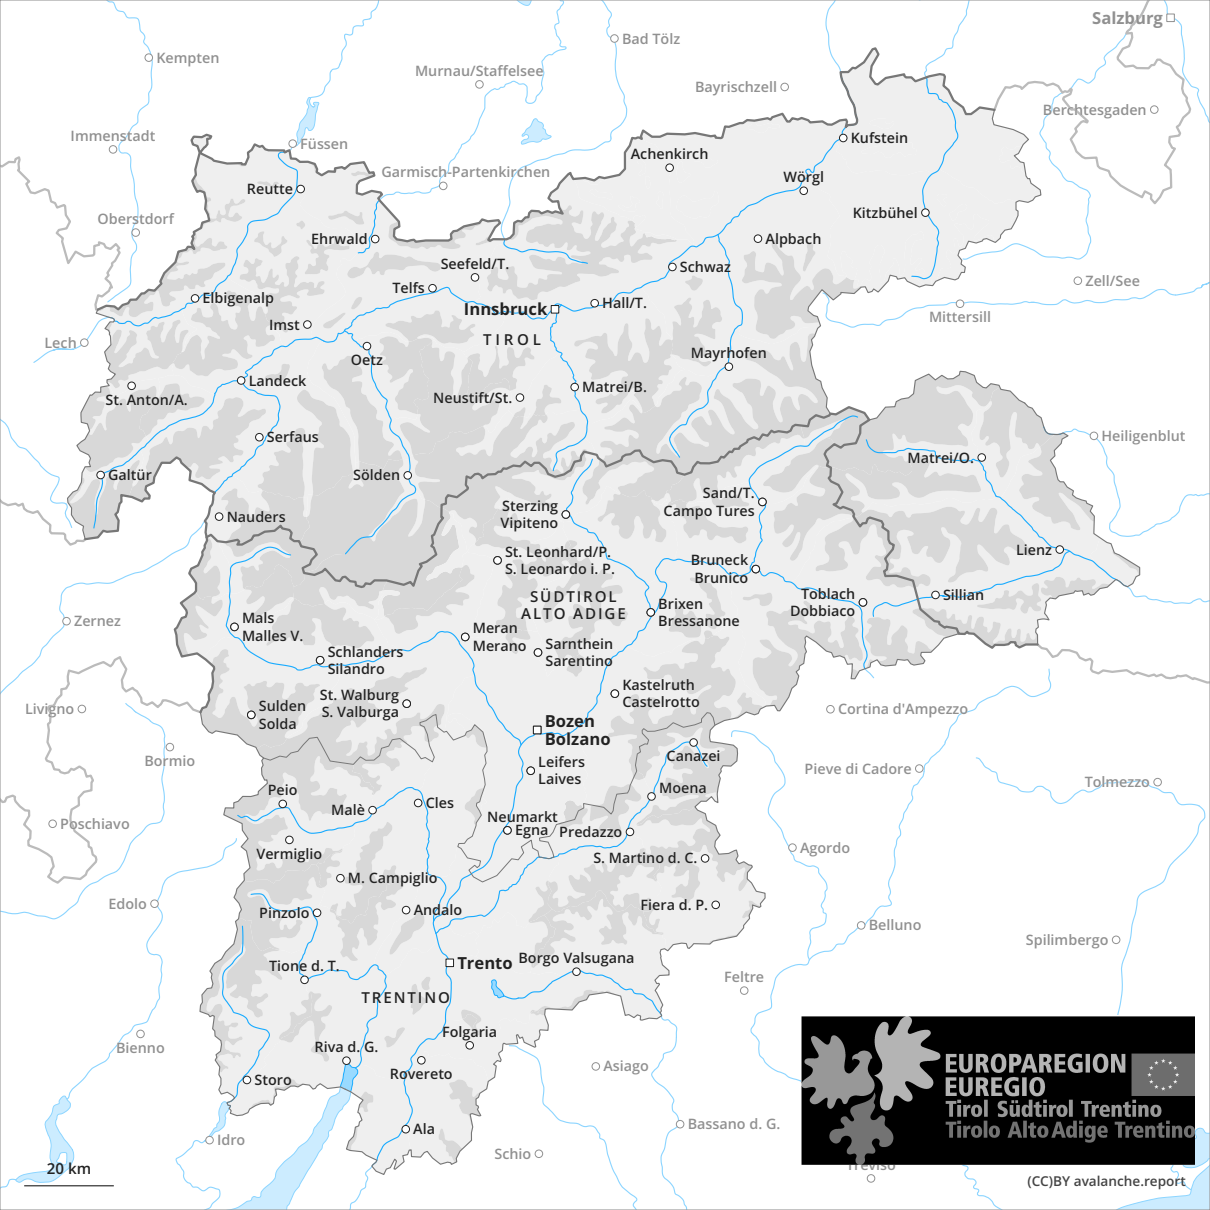 Salzburg
Kempten
Bad Tölz
Murnau/Staffelsee
Bayrischzell
Berchtesgaden
Immenstadt
Füssen
Kufstein
Achenkirch
Garmisch-Partenkirchen
Wörgl
Reutte
Oberstdorf
Kitzbühel
Ehrwald
Alpbach
Seefeld/T.
Schwaz
Zell/See
Telfs
Elbigenalp
Hall/T.
Innsbruck
Mittersill
Imst
TIROL
Lech
Oetz
Mayrhofen
Landeck
Matrei/B.
St. Anton/A.
Neustift/St.
Serfaus
Heiligenblut
Matrei/O.
Galtür
Sölden
Sand/T.
Campo Tures
Sterzing
Vipiteno
Nauders
St. Leonhard/P.
S. Leonardo i. P.
Lienz
Bruneck
Brunico
SÜDTIROL
ALTO ADIGE
Toblach
Dobbiaco
Sillian
Brixen
Bressanone
Mals
Malles V.
Zernez
Meran
Merano
Sarnthein
Sarentino
Schlanders
Silandro
St. Walburg
S. Valburga
Kastelruth
Castelrotto
Sulden
Solda
Livigno
Cortina d'Ampezzo
Bozen
Bolzano
Bormio
Canazei
Leifers
Laives
Pieve di Cadore
Tolmezzo
Peio
Moena
Malè
Cles
Neumarkt
Egna
Predazzo
Poschiavo
Vermiglio
Agordo
S. Martino d. C.
M. Campiglio
Edolo
Pinzolo
Andalo
Fiera d. P.
Belluno
Spilimbergo
Tione d. T.
Trento
Borgo Valsugana
Feltre
TRENTINO
Folgaria
Bienno
Riva d. G.
Rovereto
Asiago
Storo
EUROPAREGION
EUREGIO
Tirol Südtirol Trentino
Tirolo Alto Adige Trentino
Ala
Idro
Bassano d. G.
Schio
Treviso
20 km
(CC)BY avalanche.report